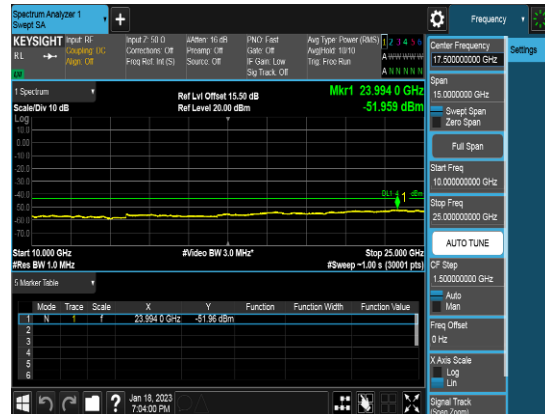 Spectrum Analyzer 1
Swept SA
+
Frequency
KEYSIGHT
RL
Input: RF
Coupling: DC
Align: Off
Input Z: 50 Ω
Corrections: Off
Freq Ref: Int (S)
#Atten: 16 dB
Preamp: Off
Source: Off
PNO: Fast
Gate: Off
IF Gain: Low
Sig Track: Off
Avg Type: Power (RMS)
Avg|Hold: 10/10
Trig: Free Run
1 2 3 4 5 6
A W W W W W
A N N N N N
1 Spectrum
Scale/Div 10 dB
Ref Lvl Offset 15.50 dB
Ref Level 20.00 dBm
Mkr1 23.994 0 GHz
-51.959 dBm
Log
10.0
0.00
-10.0
-20.0
-30.0
-40.0
-50.0
-60.0
-70.0
1
Start 10.000 GHz
#Res BW 1.0 MHz
#Video BW 3.0 MHz*
Stop 25.000 GHz
#Sweep ~1.00 s (30001 pts)
5 Marker Table
Mode Trace Scale X Y Function Function Width Function Value
1 N 1 f 23.994 0 GHz -51.96 dBm
2
3
4
5
6
Jan 18, 2023
7:04:00 PM
Center Frequency
17.500000000 GHz
Settings
Span
15.0000000 GHz
Swept Span
Zero Span
Full Span
Start Freq
10.000000000 GHz
Stop Freq
25.000000000 GHz
AUTO TUNE
CF Step
1.500000000 GHz
Auto
Man
Freq Offset
0 Hz
X Axis Scale
Log
Lin
Signal Track
(Span Zoom)